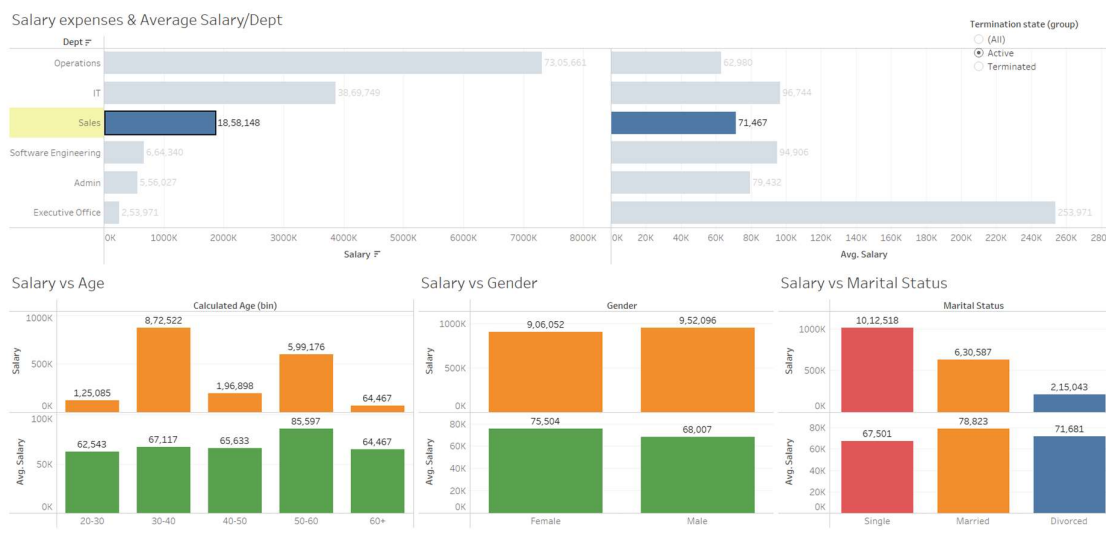 Salary expenses & Average Salary/Dept
Termination state (group)
(All)
Active
Terminated
Dept
Operations 73,05,661 62,980
IT 38,69,749 96,744
Sales 18,58,148 71,467
Software Engineering 6,64,340 94,906
Admin 5,56,027 79,432
Executive Office 2,53,971 253,971
0K 1000K 2000K 3000K 4000K 5000K 6000K 7000K 8000K 0K 20K 40K 60K 80K 100K 120K 140K 160K 180K 200K 220K 240K 260K 280
Salary Avg. Salary
Salary vs Age
Calculated Age (bin)
1000K
500K
0K
Salary
1,25,085 8,72,522 1,96,898 5,99,176 64,467
100K
50K
0K
Avg. Salary
62,543 67,117 65,633 85,597 64,467
20-30 30-40 40-50 50-60 60+
Salary vs Gender
Gender
1000K
500K
0K
Salary
9,06,052 9,52,096
80K
60K
40K
20K
0K
Avg. Salary
75,504 68,007
Female Male
Salary vs Marital Status
Marital Status
1000K
500K
0K
Salary
10,12,518 6,30,587 2,15,043
80K
60K
40K
20K
0K
Avg. Salary
67,501 78,823 71,681
Single Married Divorced